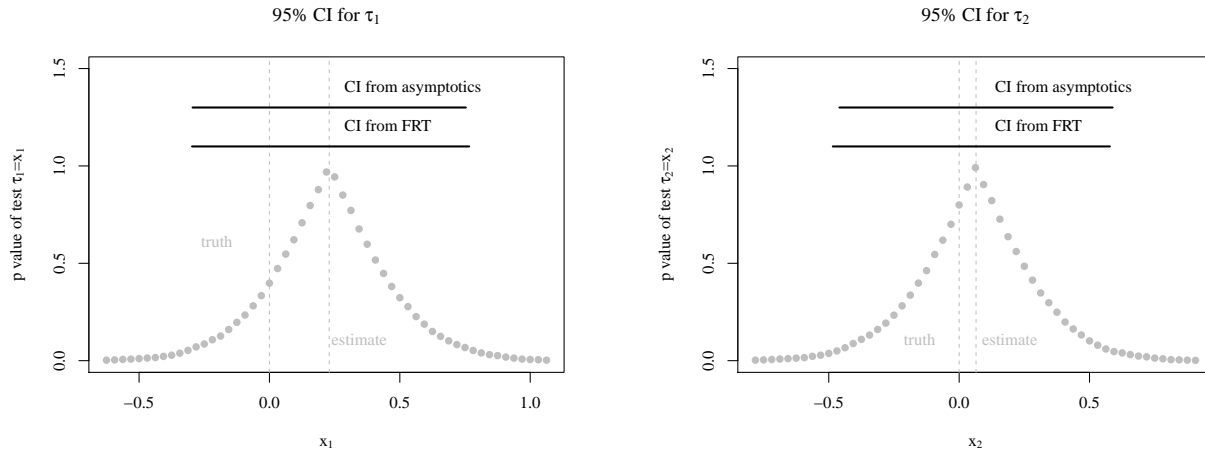 95% CI for τ₁
1.5
1.0
0.5
0.0
p value of test τ₁=x₁
CI from asymptotics
CI from FRT
truth
estimate
−0.5
0.0
0.5
1.0
x₁
95% CI for τ₂
1.5
1.0
0.5
0.0
p value of test τ₂=x₂
CI from asymptotics
CI from FRT
truth
estimate
−0.5
0.0
0.5
x₂